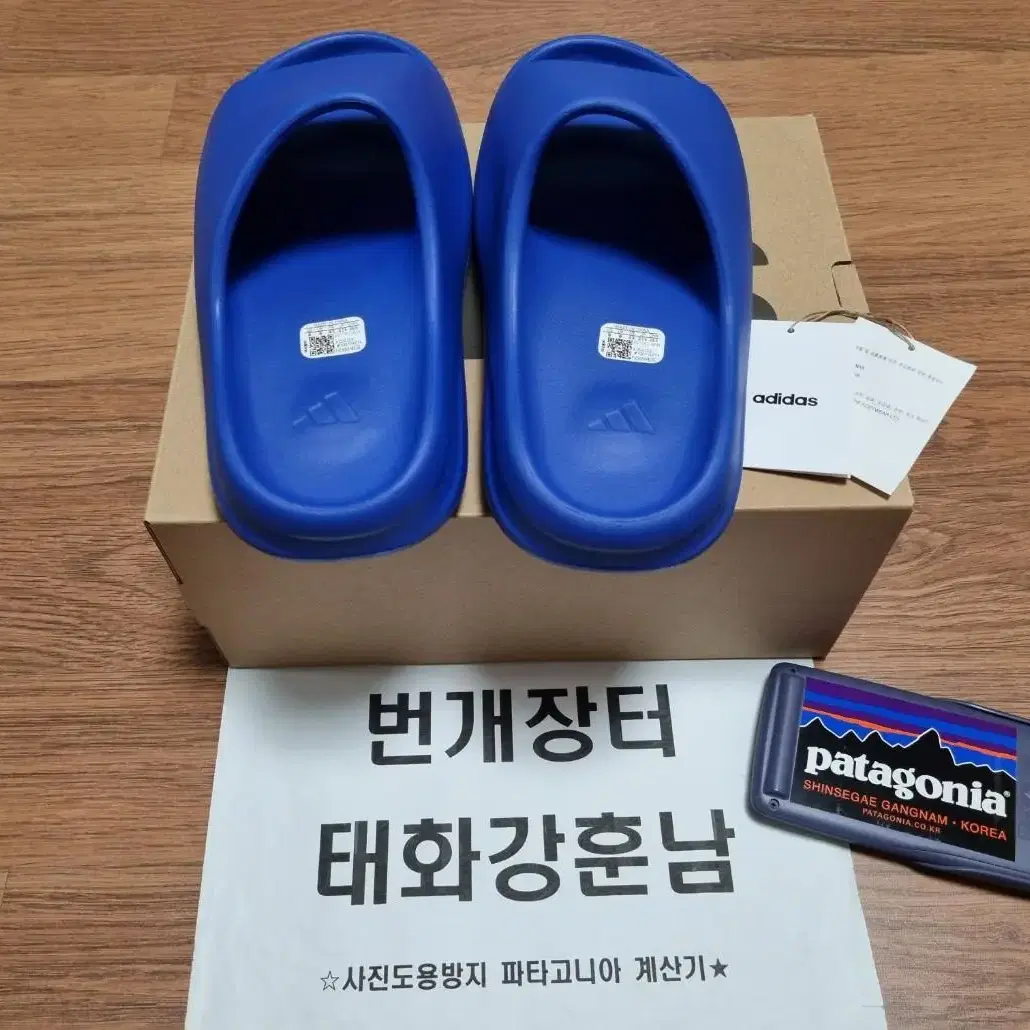 adidas
번개장터
태화강훈남
☆사진도용방지 파타고니아 계산기★
patagonia®
SHINSEGAE GANGNAM • KOREA
PATAGONIA.CO.KR